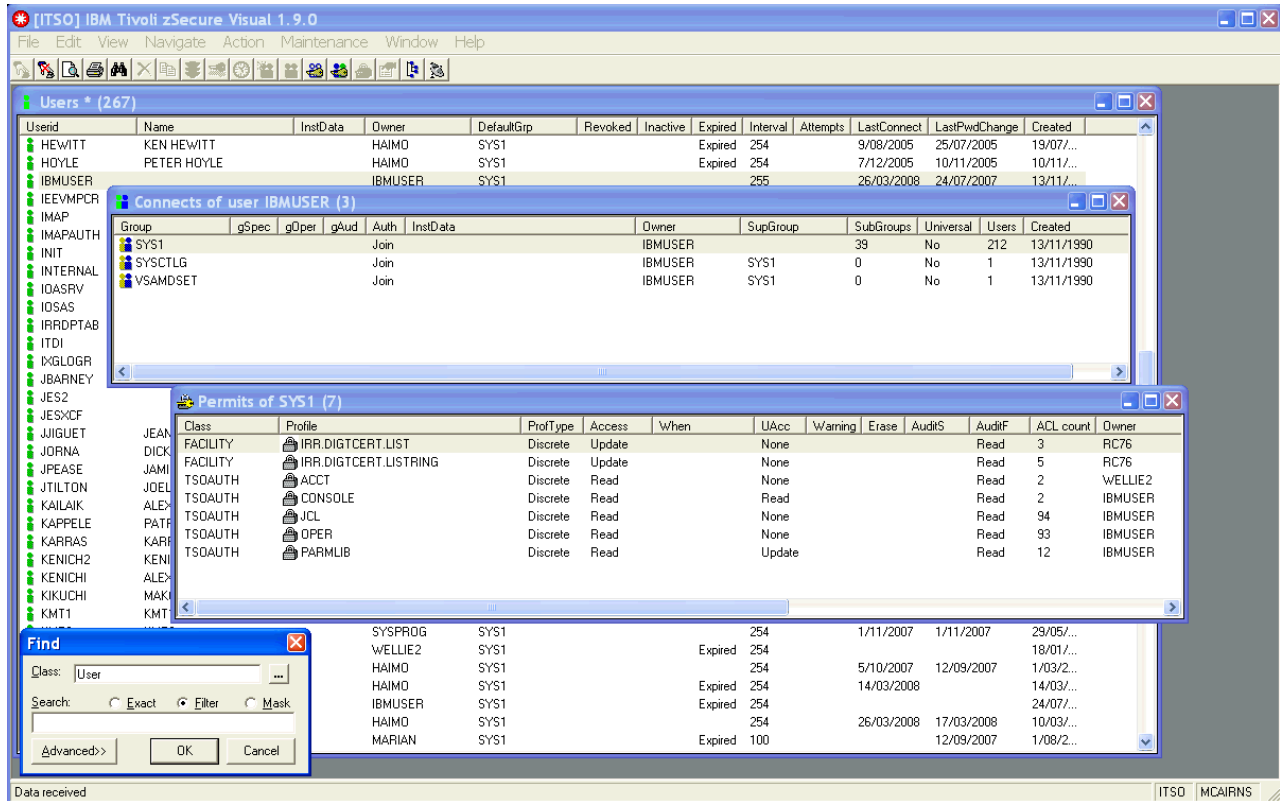 [ITSO] IBM Tivoli zSecure Visual 1.9.0
File Edit View Navigate Action Maintenance Window Help
Users * (267)
Userid Name InstData Owner DefaultGrp Revoked Inactive Expired Interval Attempts LastConnect LastPwdChange Created
HEWITT KEN HEWITT HAIMO SYS1 Expired 254 9/08/2005 25/07/2005 19/07/...
HOYLE PETER HOYLE HAIMO SYS1 Expired 254 7/12/2005 10/11/2005 10/11/...
IBMUSER IBMUSER SYS1 255 26/03/2008 24/07/2007 13/11/...
IEEVMPCR
IMAP
IMAPAUTH
INIT
INTERNAL
IOASRV
IOSAS
IRRDPTAB
ITDI
IXGLOGR
JBARNEY
JES2
JESXCF
JJIGUET JEAN
JORNA DICK
JPEASE JAMI
JTILTON JOEL
KAILAIK ALEX
KAPPELE PATR
KARRAS KARR
KENICH2 KENI
KENICHI ALEX
KIKUCHI MAKI
KMT1 KMT
Connects of user IBMUSER (3)
Group gSpec gOper gAud Auth InstData Owner SupGroup SubGroups Universal Users Created
SYS1 Join IBMUSER 39 No 212 13/11/1990
SYSCTLG Join IBMUSER SYS1 0 No 1 13/11/1990
VSAMDSET Join IBMUSER SYS1 0 No 1 13/11/1990
Permits of SYS1 (7)
Class Profile ProfType Access When UAcc Warning Erase AuditS AuditF ACL count Owner
FACILITY IRR.DIGTCERT.LIST Discrete Update None Read 3 RC76
FACILITY IRR.DIGTCERT.LISTRING Discrete Update None Read 5 RC76
TSOAUTH ACCT Discrete Read None Read 2 WELLIE2
TSOAUTH CONSOLE Discrete Read Read Read 2 IBMUSER
TSOAUTH JCL Discrete Read None Read 94 IBMUSER
TSOAUTH OPER Discrete Read None Read 93 IBMUSER
TSOAUTH PARMLIB Discrete Read Update Read 12 IBMUSER
SYSPROG SYS1 254 1/11/2007 1/11/2007 29/05/...
WELLIE2 SYS1 Expired 254 18/01/...
HAIMO SYS1 254 5/10/2007 12/09/2007 1/03/2...
HAIMO SYS1 Expired 254 14/03/2008 14/03/...
IBMUSER SYS1 Expired 254 24/07/...
HAIMO SYS1 254 26/03/2008 17/03/2008 10/03/...
MARIAN SYS1 Expired 100 12/09/2007 1/08/2...
Find
Class: User ...
Search: Exact Filter Mask
Advanced>> OK Cancel
Data received ITSO MCAIRNS